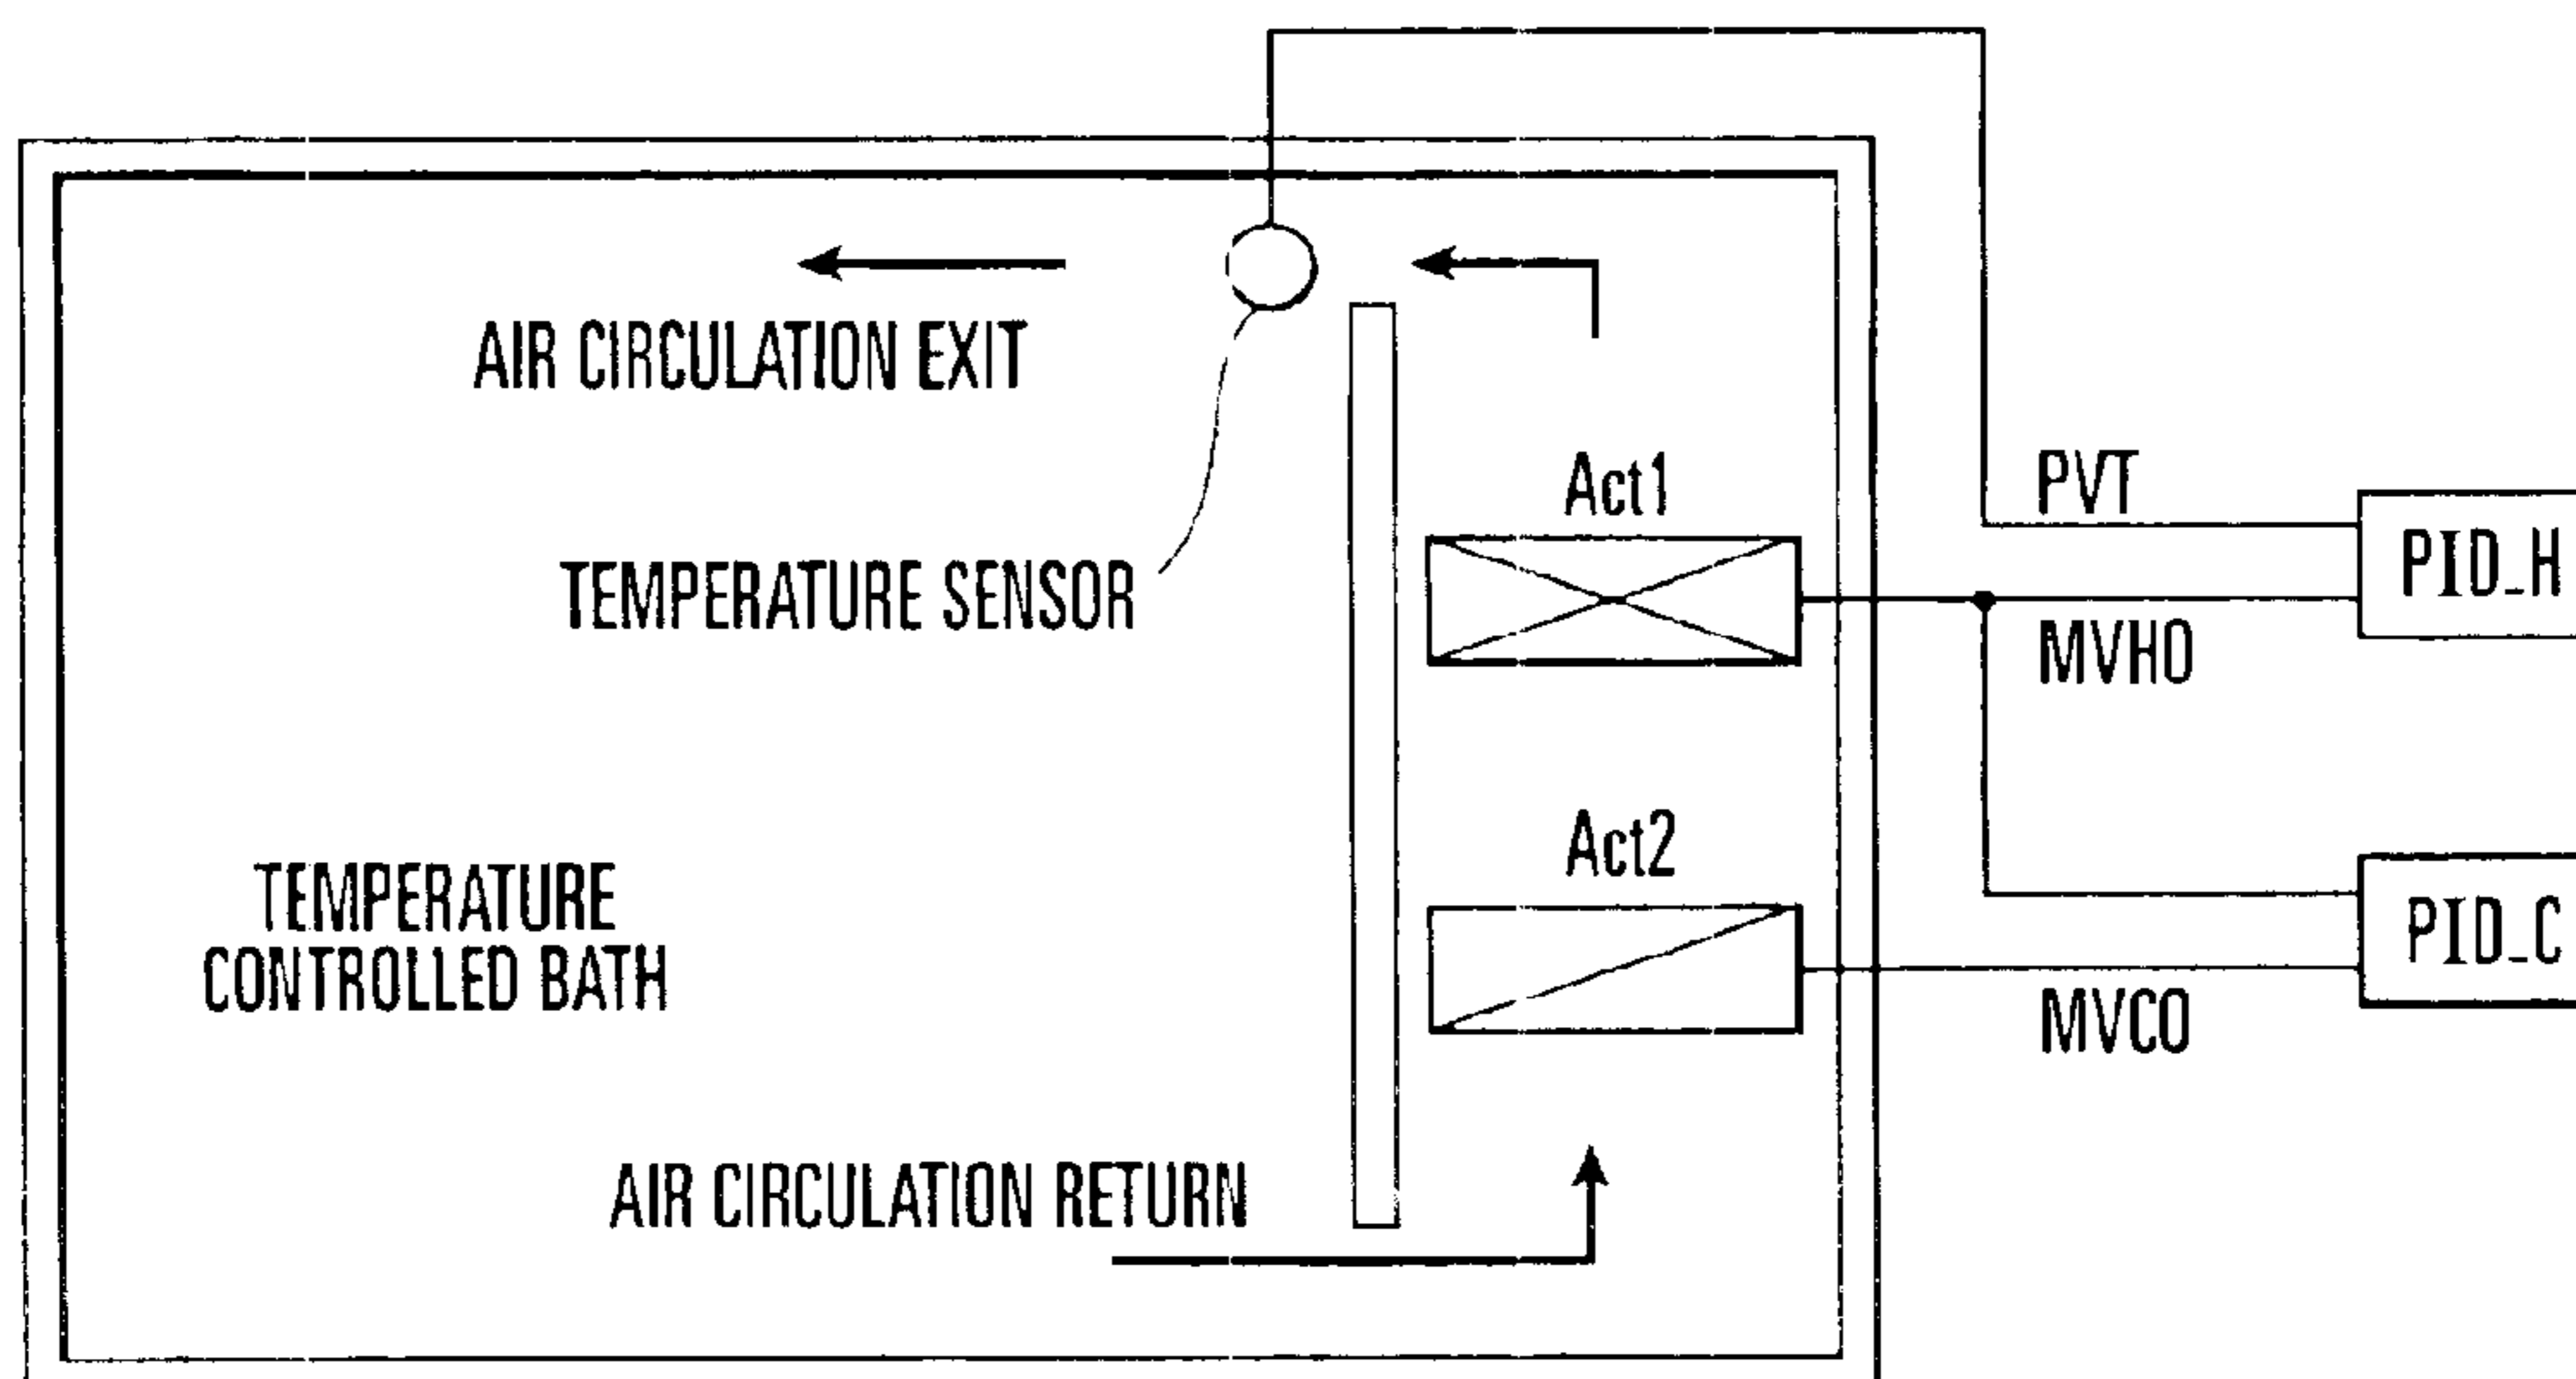 AIR CIRCULATION EXIT
PVT
Act1
PID_H
TEMPERATURE SENSOR
MVHO
Act2
TEMPERATURE
CONTROLLED BATH
PID_C
MVCO
AIR CIRCULATION RETURN